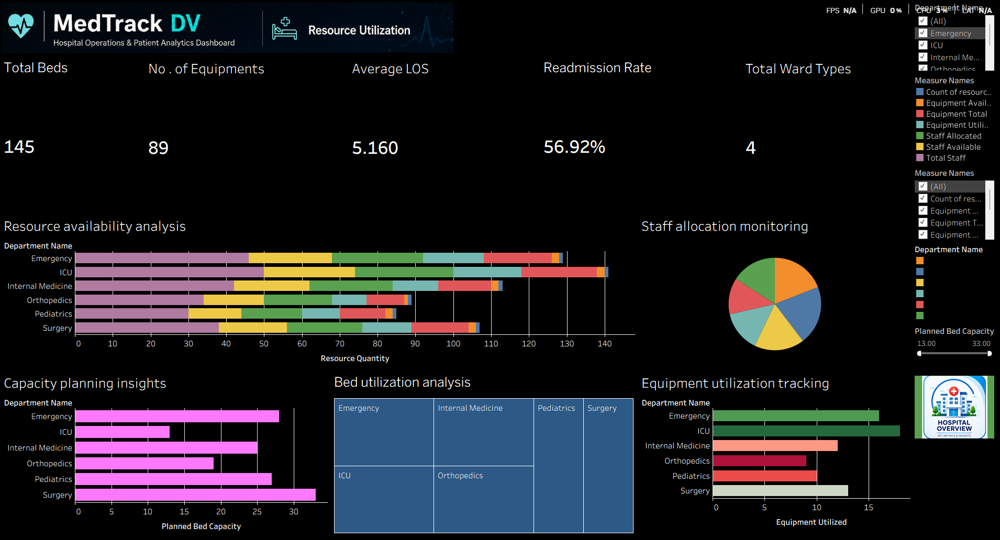 MedTrack DV
Hospital Operations & Patient Analytics Dashboard
Resource Utilization
FPS N/A
GPU 0%
CPU 3%
LAT N/A
Department Name
(All)
Emergency
ICU
Internal Me...
Orthopedics
Total Beds
No . of Equipments
Average LOS
Readmission Rate
Total Ward Types
145
89
5.160
56.92%
4
Measure Names
Count of resourc..
Equipment Avail..
Equipment Total
Equipment Utili..
Staff Allocated
Staff Available
Total Staff
Measure Names
(All)
Count of res...
Equipment ...
Equipment T...
Equipment ...
Department Name
Planned Bed Capacity
13.00 33.00
Resource availability analysis
Department Name
Emergency
ICU
Internal Medicine
Orthopedics
Pediatrics
Surgery
0 10 20 30 40 50 60 70 80 90 100 110 120 130 140
Resource Quantity
Staff allocation monitoring
Capacity planning insights
Department Name
Emergency
ICU
Internal Medicine
Orthopedics
Pediatrics
Surgery
0 5 10 15 20 25 30
Planned Bed Capacity
Bed utilization analysis
Emergency
Internal Medicine
Pediatrics
Surgery
ICU
Orthopedics
Equipment utilization tracking
Department Name
Emergency
ICU
Internal Medicine
Orthopedics
Pediatrics
Surgery
0 5 10 15
Equipment Utilized
HOSPITAL
OVERVIEW
KEY METRICS & INSIGHTS